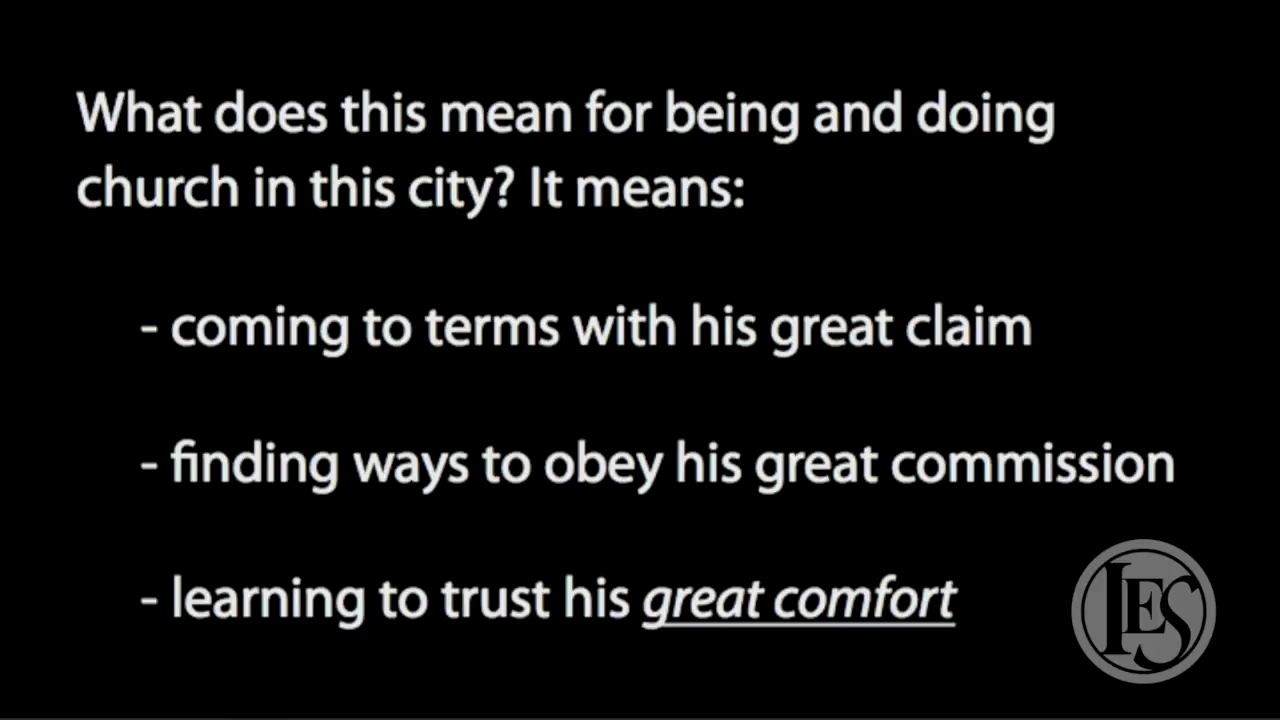 What does this mean for being and doing
church in this city? It means:
- coming to terms with his great claim
- finding ways to obey his great commission
- learning to trust his great comfort
IES